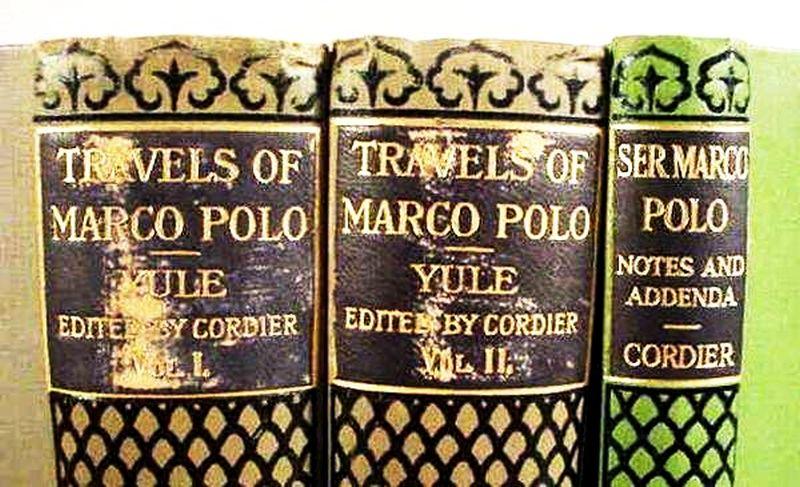 TRAVELS OF
MARCO POLO
YULE
EDITED BY CORDIER
VOL I.
TRAVELS OF
MARCO POLO
YULE
EDITED BY CORDIER
VOL II.
SER MARCO
POLO
NOTES AND
ADDENDA
CORDIER